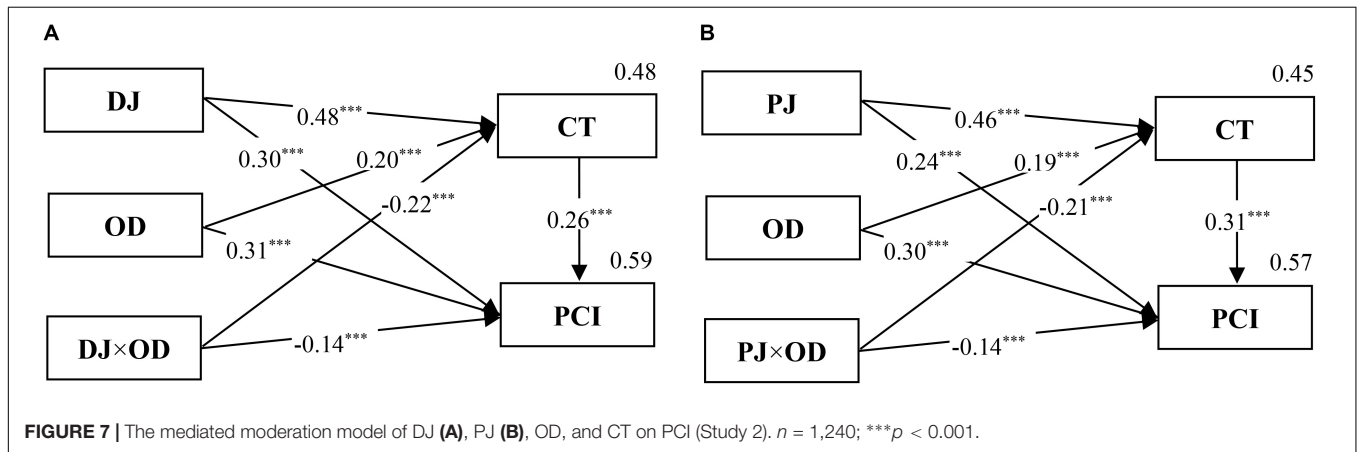 A
DJ
OD
DJ×OD
0.48
CT
0.59
PCI
0.48***
0.30***
0.20***
-0.22***
0.31***
0.26***
-0.14***
B
PJ
OD
PJ×OD
0.45
CT
0.57
PCI
0.46***
0.24***
0.19***
-0.21***
0.30***
0.31***
-0.14***
FIGURE 7 | The mediated moderation model of DJ (A), PJ (B), OD, and CT on PCI (Study 2). n = 1,240; ***p < 0.001.